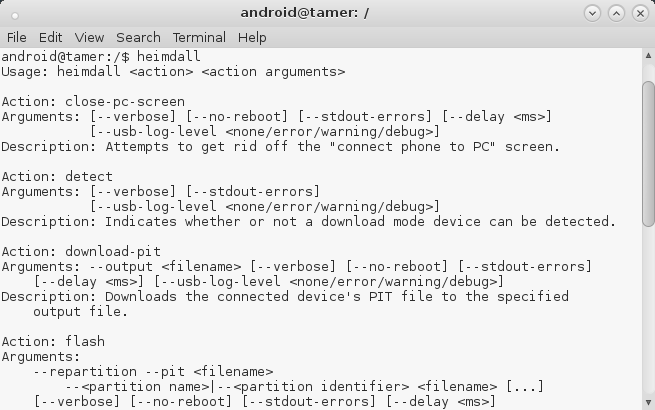 android@tamer: /
File Edit View Search Terminal Help
android@tamer:/$ heimdall
Usage: heimdall <action> <action arguments>
Action: close-pc-screen
Arguments: [--verbose] [--no-reboot] [--stdout-errors] [--delay <ms>]
[--usb-log-level <none/error/warning/debug>]
Description: Attempts to get rid off the "connect phone to PC" screen.
Action: detect
Arguments: [--verbose] [--stdout-errors]
[--usb-log-level <none/error/warning/debug>]
Description: Indicates whether or not a download mode device can be detected.
Action: download-pit
Arguments: --output <filename> [--verbose] [--no-reboot] [--stdout-errors]
[--delay <ms>] [--usb-log-level <none/error/warning/debug>]
Description: Downloads the connected device's PIT file to the specified
output file.
Action: flash
Arguments:
--repartition --pit <filename>
--<partition name>|--<partition identifier> <filename> [...]
[--verbose] [--no-reboot] [--stdout-errors] [--delay <ms>]